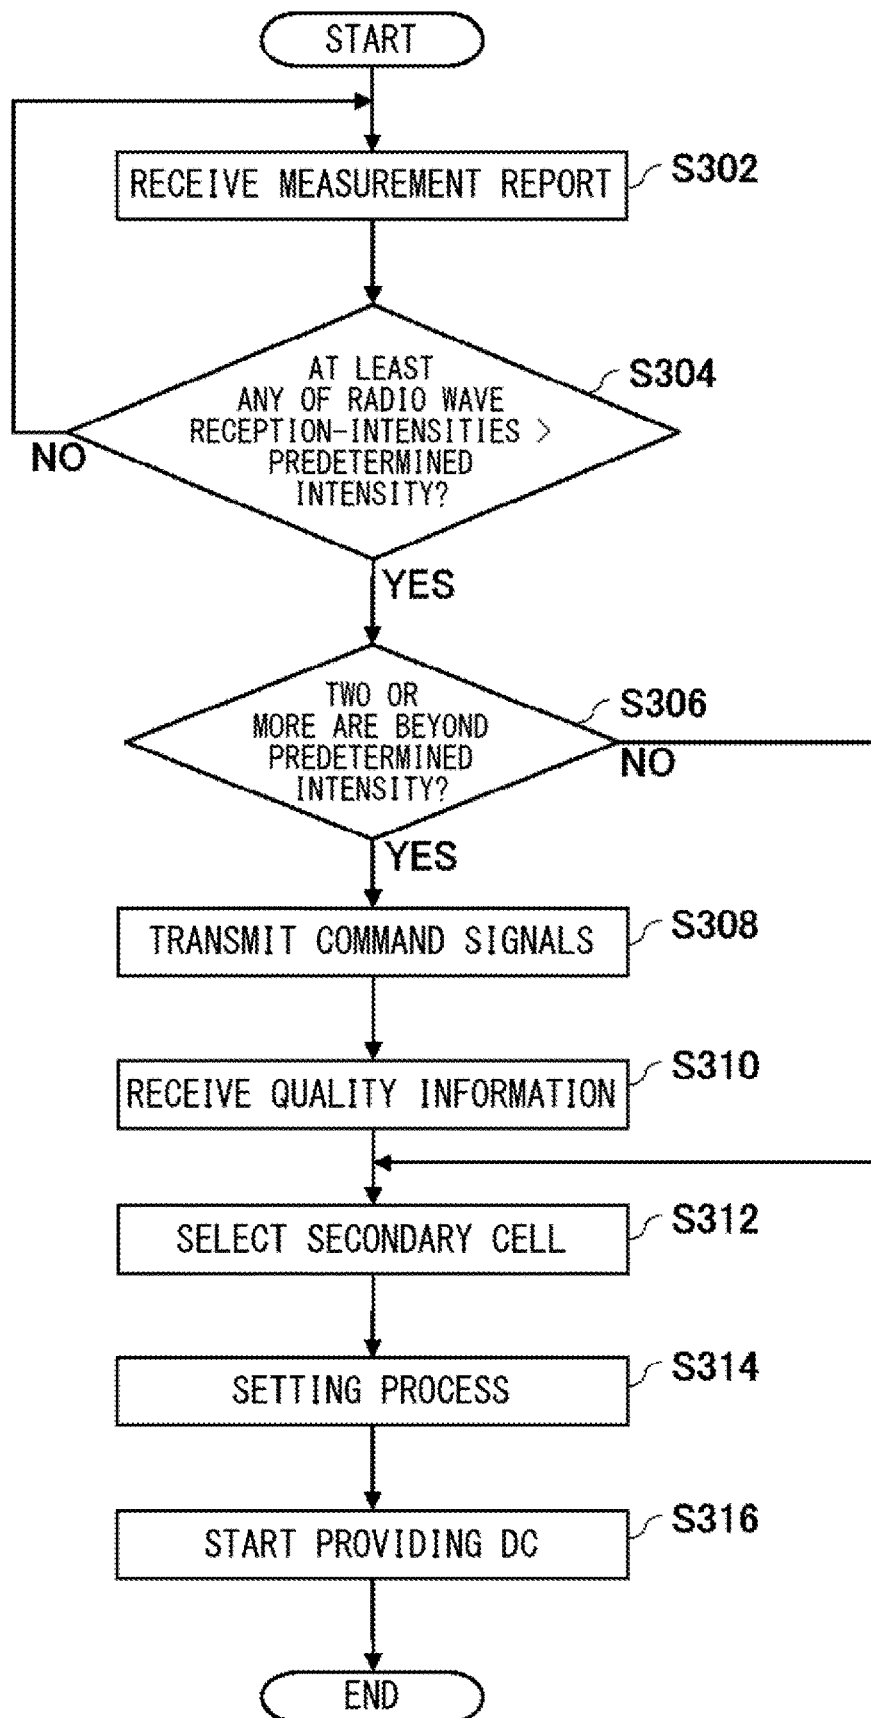 START
RECEIVE MEASUREMENT REPORT
S302
AT LEAST
ANY OF RADIO WAVE
RECEPTION-INTENSITIES >
PREDETERMINED
INTENSITY?
S304
NO
YES
TWO OR
MORE ARE BEYOND
PREDETERMINED
INTENSITY?
S306
NO
YES
TRANSMIT COMMAND SIGNALS
S308
RECEIVE QUALITY INFORMATION
S310
SELECT SECONDARY CELL
S312
SETTING PROCESS
S314
START PROVIDING DC
S316
END